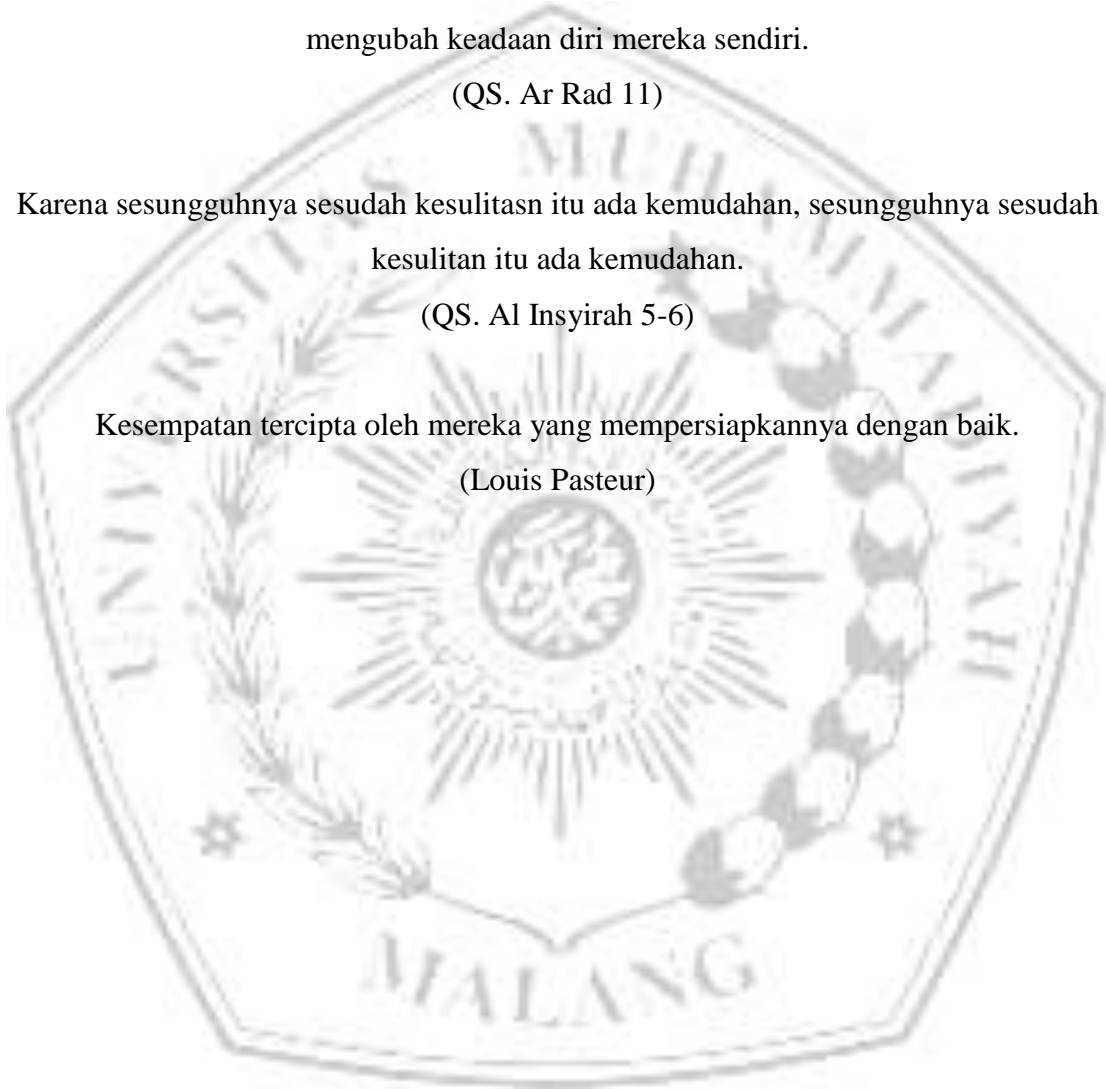 mengubah keadaan diri mereka sendiri.
(QS. Ar Rad 11)
Karena sesungguhnya sesudah kesulitasn itu ada kemudahan, sesungguhnya sesudah
kesulitan itu ada kemudahan.
(QS. Al Insyirah 5-6)
Kesempatan tercipta oleh mereka yang mempersiapkannya dengan baik.
(Louis Pasteur)
UNIVERSITAS MUHAMMADIYAH
MALANG